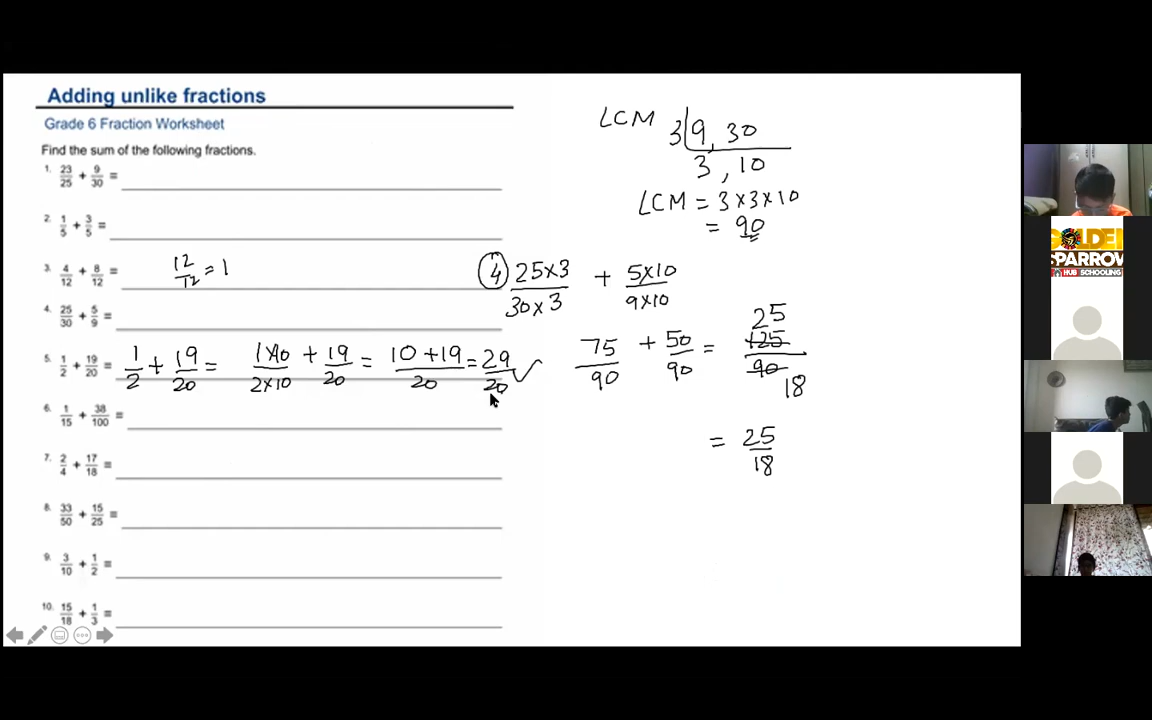 Adding unlike fractions
Grade 6 Fraction Worksheet
Find the sum of the following fractions.
1. 23/25 + 9/30 =
2. 1/5 + 3/5 =
3. 4/12 + 8/12 = 12/12 = 1
4. 25/30 + 5/9 =
5. 1/2 + 19/20 = 1/2 + 19/20 = 1×10/2×10 + 19/20 = 10+19/20 = 29/20 ✓
6. 1/15 + 38/100 =
7. 2/4 + 17/18 =
8. 33/50 + 15/25 =
9. 3/10 + 1/2 =
10. 15/18 + 1/3 =
LCM 3 | 9, 30
3, 10
LCM = 3×3×10
= 90
4 25×3/30×3 + 5×10/9×10
75/90 + 50/90 = 125/90
25
18
= 25/18
GOLDEN
SPARROW
HUB SCHOOLING